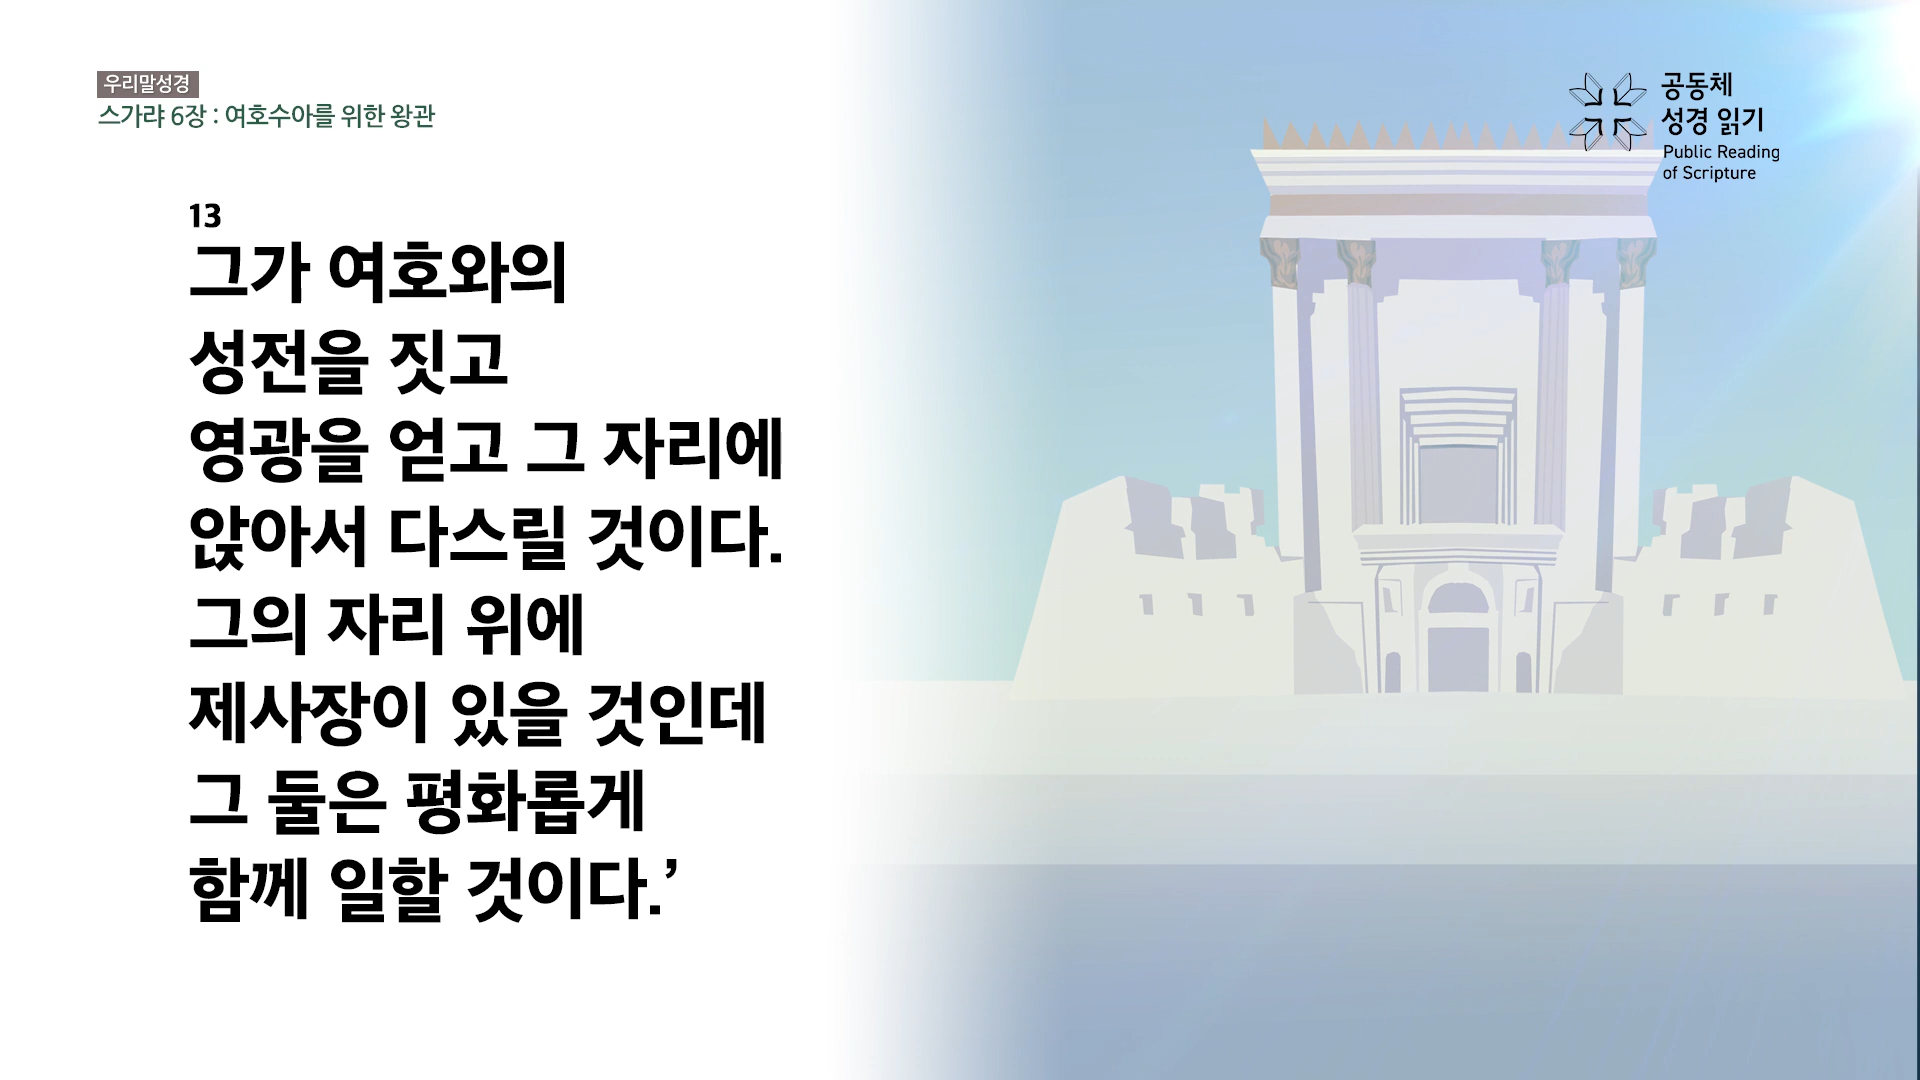 우리말성경
스가랴 6장 : 여호수아를 위한 왕관
공동체
성경 읽기
Public Reading
of Scripture
13
그가 여호와의
성전을 짓고
영광을 얻고 그 자리에
앉아서 다스릴 것이다.
그의 자리 위에
제사장이 있을 것인데
그 둘은 평화롭게
함께 일할 것이다.’